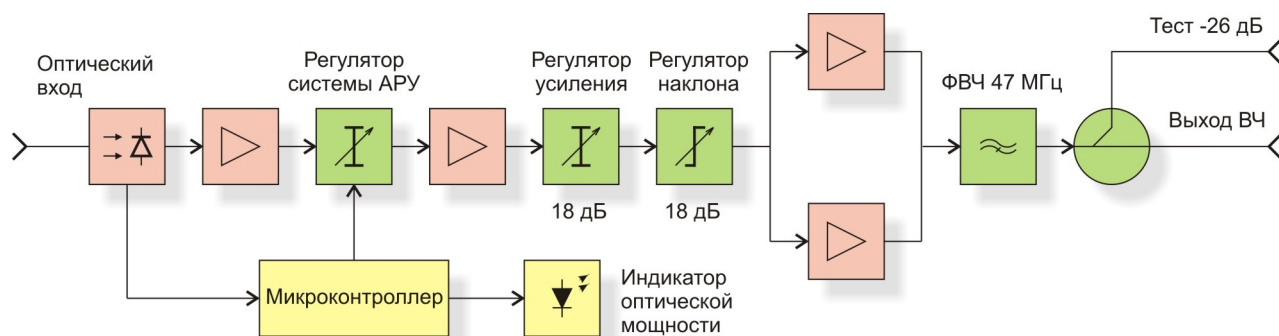 Оптический
вход
Регулятор
системы АРУ
Регулятор
усиления
Регулятор
наклона
ФВЧ 47 МГц
Тест -26 дБ
Выход ВЧ
18 дБ
18 дБ
Микроконтроллер
Индикатор
оптической
мощности